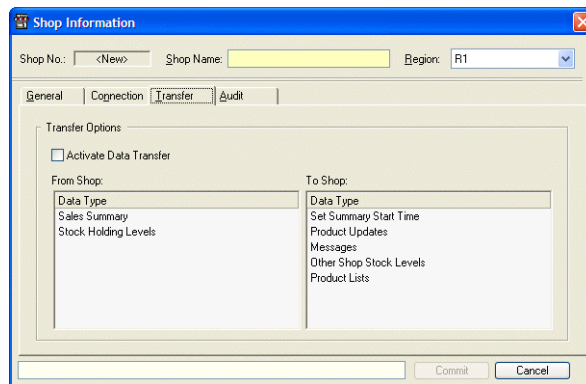 Shop Information
Shop No.: <New> Shop Name: Region: R1
General Connection Transfer Audit
Transfer Options
Activate Data Transfer
From Shop: To Shop:
Data Type Data Type
Sales Summary Set Summary Start Time
Stock Holding Levels Product Updates
Messages
Other Shop Stock Levels
Product Lists
Commit Cancel